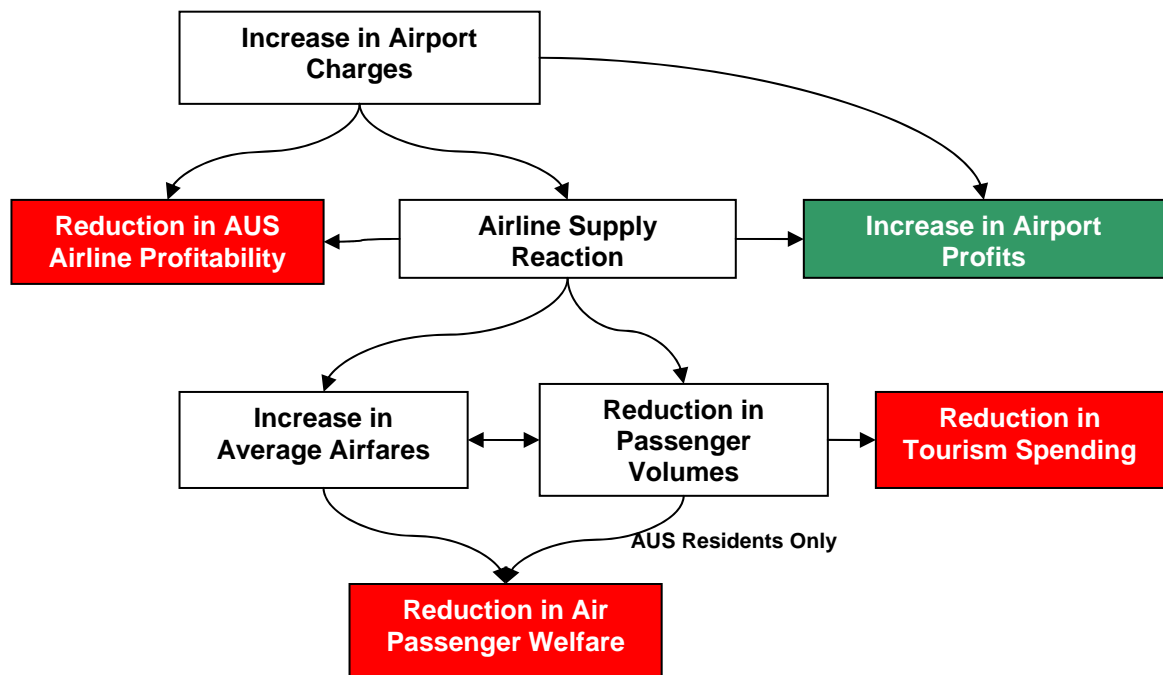 Increase in Airport
Charges
Reduction in AUS
Airline Profitability
Airline Supply
Reaction
Increase in Airport
Profits
Increase in
Average Airfares
Reduction in
Passenger
Volumes
Reduction in
Tourism Spending
AUS Residents Only
Reduction in Air
Passenger Welfare